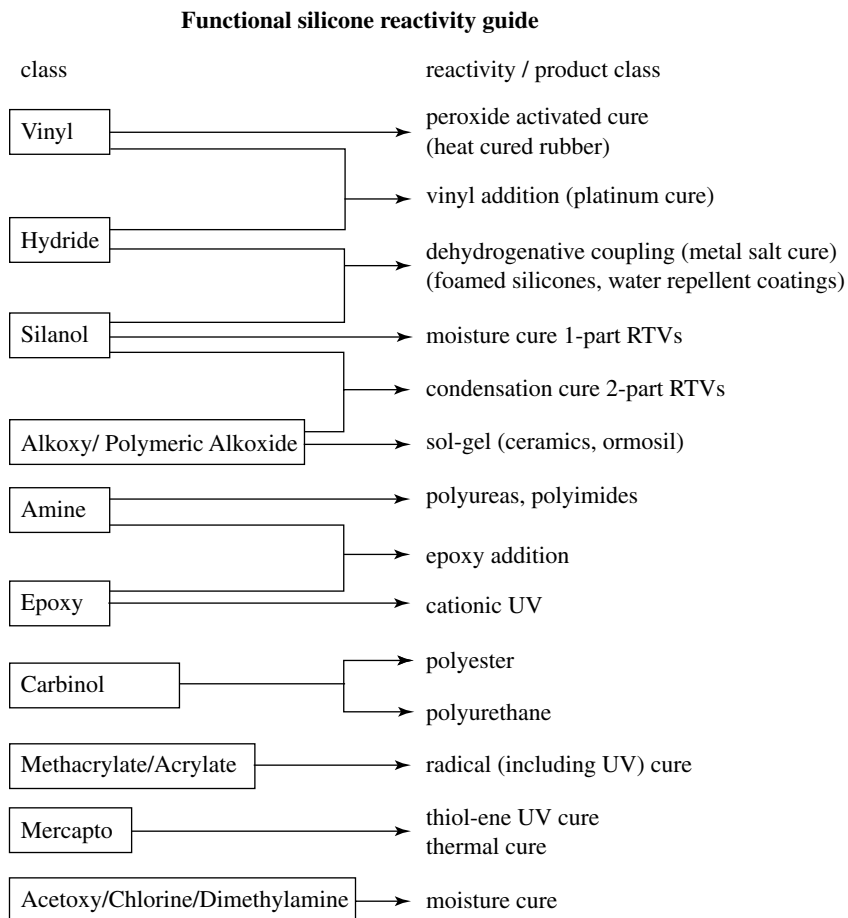 Functional silicone reactivity guide
class
reactivity / product class
Vinyl
peroxide activated cure
(heat cured rubber)
vinyl addition (platinum cure)
Hydride
dehydrogenative coupling (metal salt cure)
(foamed silicones, water repellent coatings)
Silanol
moisture cure 1-part RTVs
condensation cure 2-part RTVs
Alkoxy/ Polymeric Alkoxide
sol-gel (ceramics, ormosil)
Amine
polyureas, polyimides
epoxy addition
Epoxy
cationic UV
Carbinol
polyester
polyurethane
Methacrylate/Acrylate
radical (including UV) cure
Mercapto
thiol-ene UV cure
thermal cure
Acetoxy/Chlorine/Dimethylamine
moisture cure